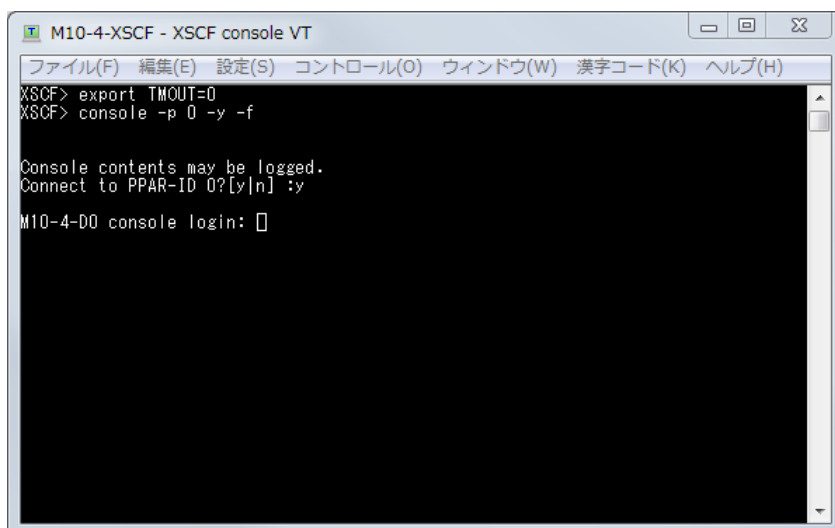 M10-4-XSCF - XSCF console VT
ファイル(F) 編集(E) 設定(S) コントロール(O) ウィンドウ(W) 漢字コード(K) ヘルプ(H)
XSCF> export TMOUT=0
XSCF> console -p 0 -y -f
Console contents may be logged.
Connect to PPAR-ID 0?[y|n] :y
M10-4-D0 console login: